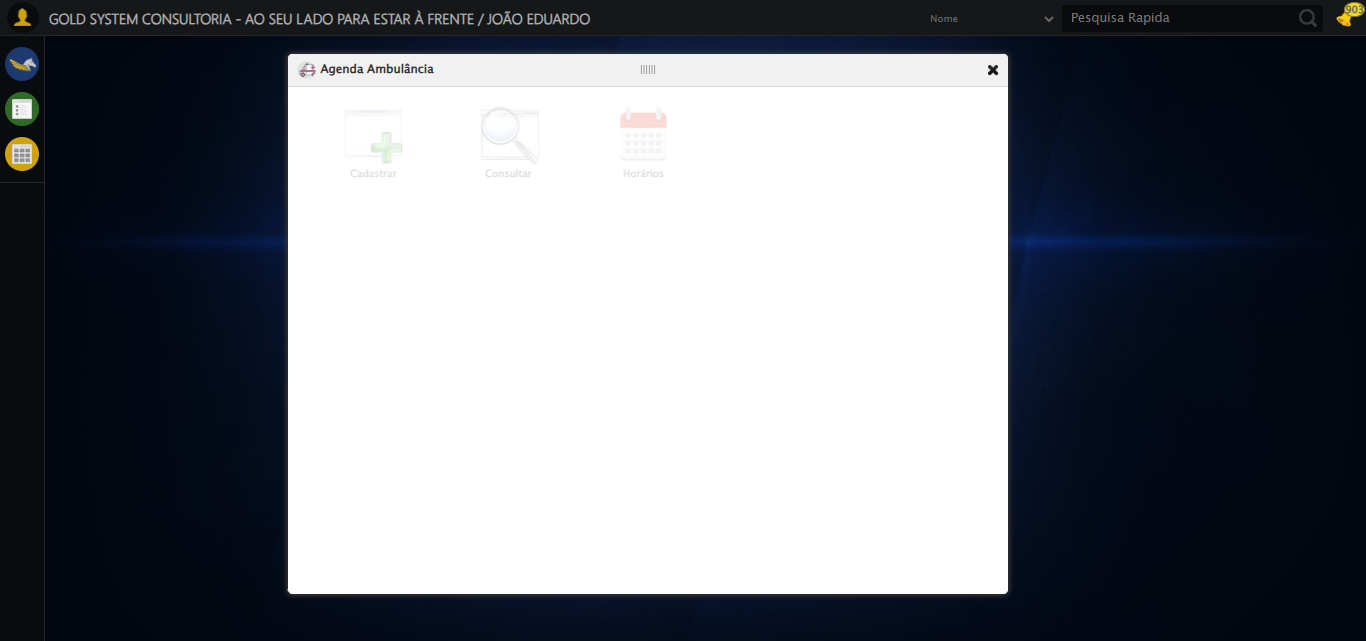 GOLD SYSTEM CONSULTORIA - AO SEU LADO PARA ESTAR À FRENTE / JOÃO EDUARDO
Nome
Pesquisa Rapida
903
Agenda Ambulância
Cadastrar
Consultar
Horários